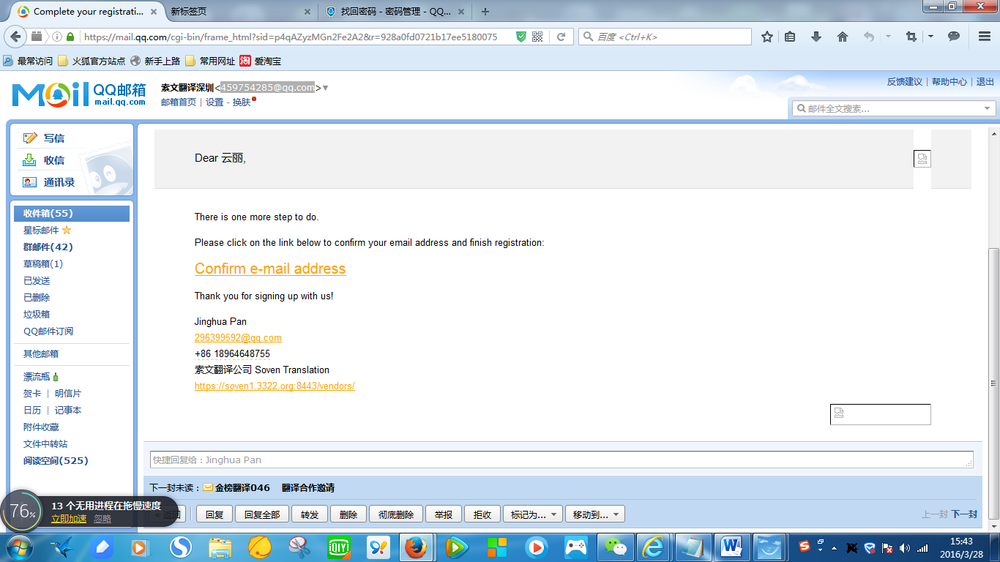 Complete your registrati...
新标签页
找回密码 - 密码管理 - QQ...
https://mail.qq.com/cgi-bin/frame_html?sid=p4qAZyzMGn2Fe2A2&r=928a0fd0721b17ee5180075
百度 <Ctrl+K>
最常访问 火狐官方站点 新手上路 常用网址 淘 爱淘宝
反馈建议 | 帮助中心 | 退出
Mail QQ邮箱 mail.qq.com
索文翻译深圳<459754285@qq.com>
邮箱首页 | 设置 - 换肤
邮件全文搜索...
写信
收信
通讯录
收件箱(55)
星标邮件
群邮件(42)
草稿箱(1)
已发送
已删除
垃圾箱
QQ邮件订阅
其他邮箱
漂流瓶
贺卡 | 明信片
日历 | 记事本
附件收藏
文件中转站
阅读空间(525)
Dear 云丽,
There is one more step to do.
Please click on the link below to confirm your email address and finish registration:
Confirm e-mail address
Thank you for signing up with us!
Jinghua Pan
296399592@qq.com
+86 18964648755
索文翻译公司 Soven Translation
https://soven1.3322.org:8443/vendors/
快捷回复给：Jinghua Pan
下一封未读： 金榜翻译046 翻译合作邀请
« 返回 回复 回复全部 转发 删除 彻底删除 举报 拒收 标记为... 移动到... 上一封 下一封
76%
13 个无用进程在拖慢速度
立即加速 忽略
iQIYI
W
15:43
2016/3/28